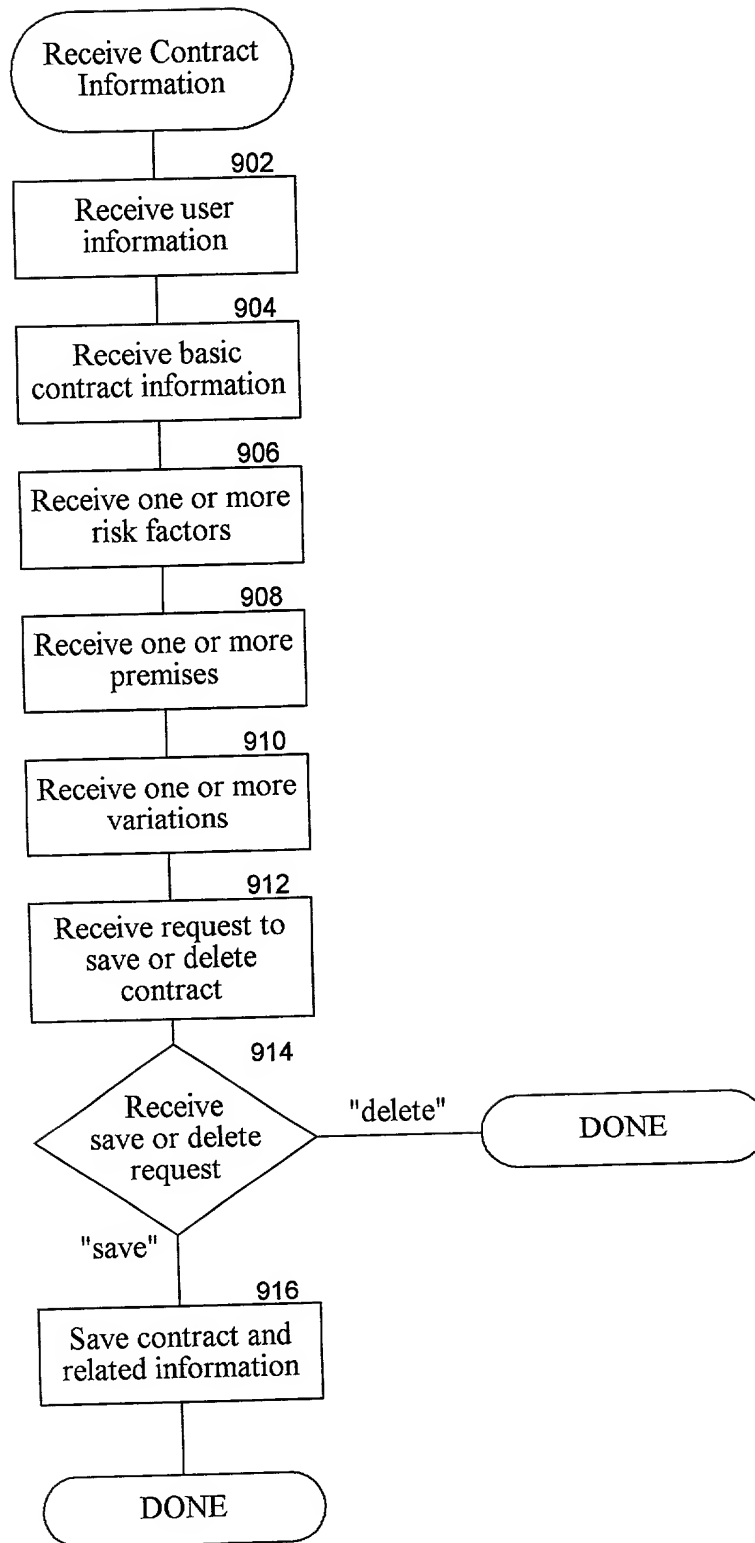 Receive Contract
Information
902
Receive user
information
904
Receive basic
contract information
906
Receive one or more
risk factors
908
Receive one or more
premises
910
Receive one or more
variations
912
Receive request to
save or delete
contract
914
Receive
save or delete
request
"delete"
DONE
"save"
916
Save contract and
related information
DONE